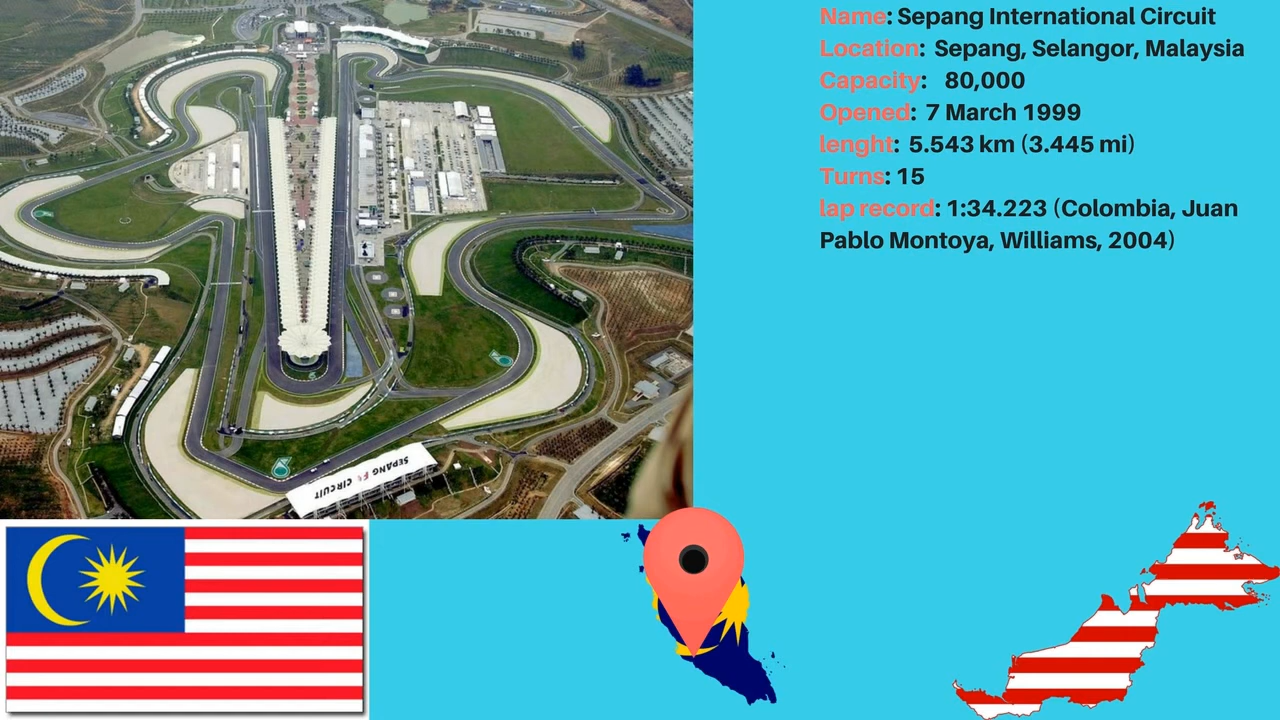 Name: Sepang International Circuit
Location: Sepang, Selangor, Malaysia
Capacity: 80,000
Opened: 7 March 1999
lenght: 5.543 km (3.445 mi)
Turns: 15
lap record: 1:34.223 (Colombia, Juan
Pablo Montoya, Williams, 2004)
SEPANG F1 CIRCUIT